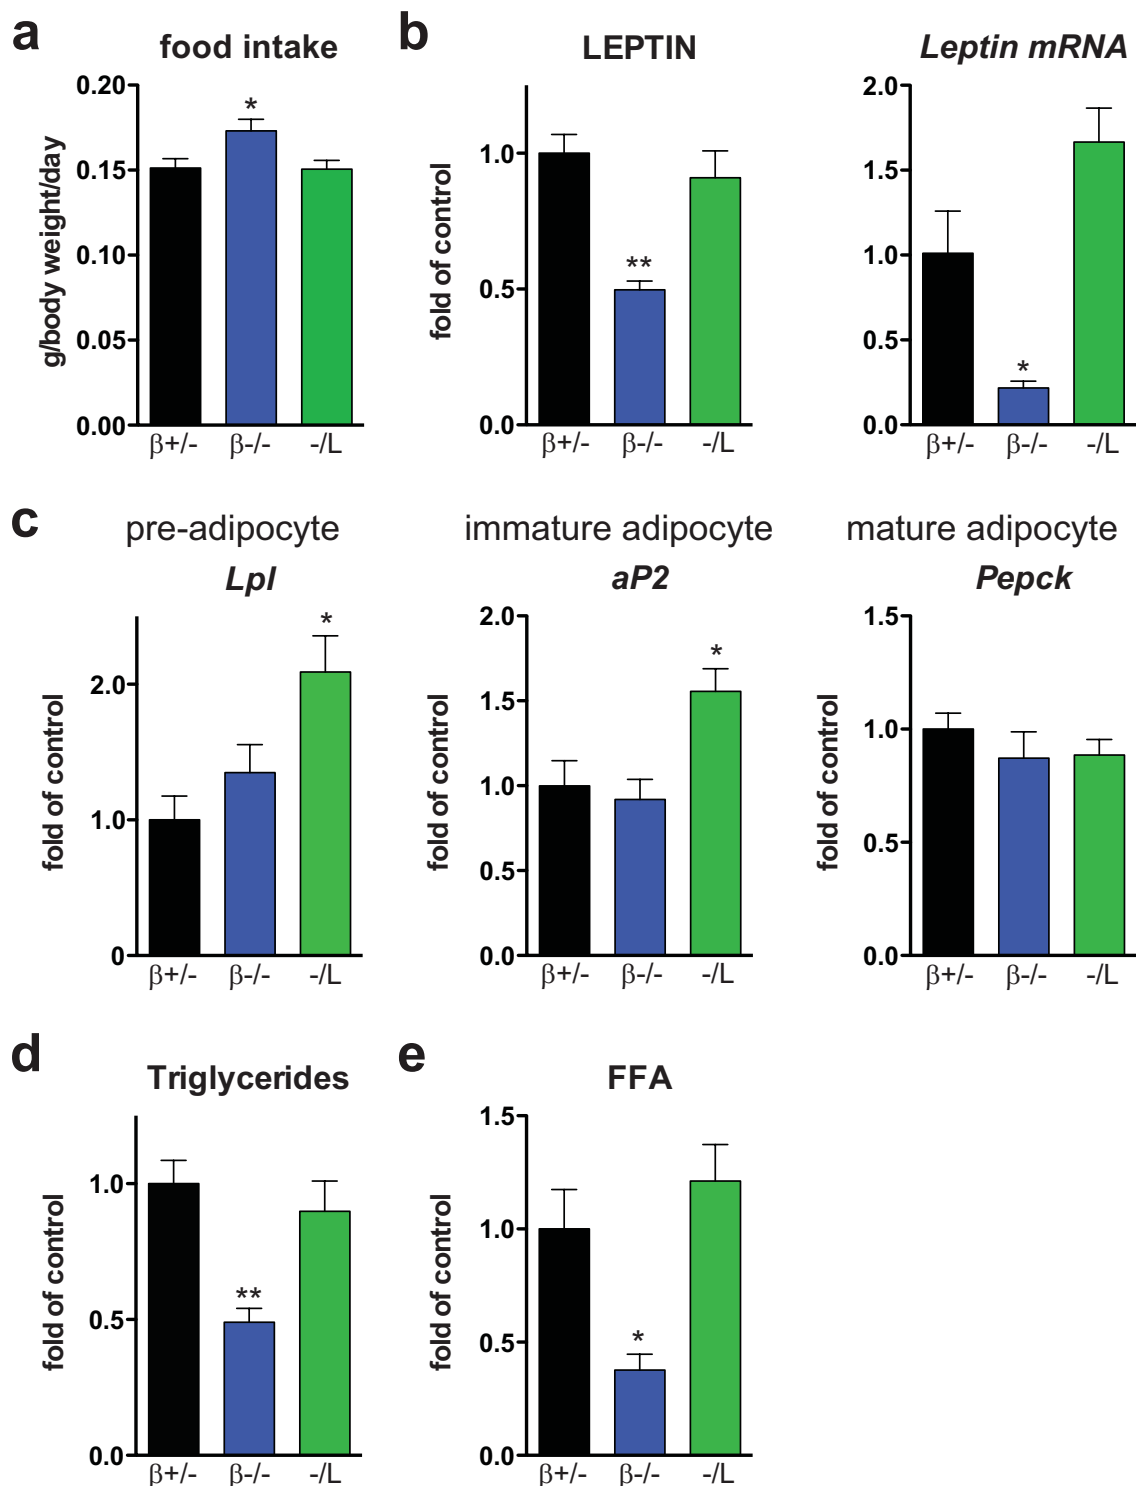 a
food intake
g/body weight/day
0.20
0.15
0.10
0.05
0.00
*
β+/-
β-/-
-/L
b
LEPTIN
fold of control
1.0
0.5
0.0
**
β+/-
β-/-
-/L
Leptin mRNA
2.0
1.5
1.0
0.5
0.0
*
β+/-
β-/-
-/L
c
pre-adipocyte
Lpl
fold of control
2.0
1.0
0
*
β+/-
β-/-
-/L
immature adipocyte
aP2
fold of control
2.0
1.5
1.0
0.5
0.0
*
β+/-
β-/-
-/L
mature adipocyte
Pepck
fold of control
1.5
1.0
0.5
0.0
β+/-
β-/-
-/L
d
Triglycerides
fold of control
1.0
0.5
0.0
**
β+/-
β-/-
-/L
e
FFA
fold of control
1.5
1.0
0.5
0.0
*
β+/-
β-/-
-/L